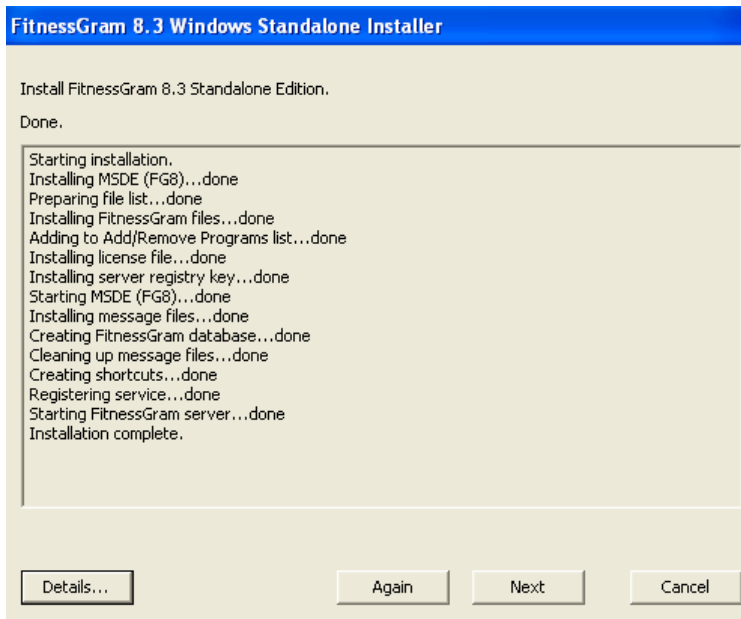 FitnessGram 8.3 Windows Standalone Installer
Install FitnessGram 8.3 Standalone Edition.
Done.
Starting installation.
Installing MSDE (FG8)...done
Preparing file list...done
Installing FitnessGram files...done
Adding to Add/Remove Programs list...done
Installing license file...done
Installing server registry key...done
Starting MSDE (FG8)...done
Installing message files...done
Creating FitnessGram database...done
Cleaning up message files...done
Creating shortcuts...done
Registering service...done
Starting FitnessGram server...done
Installation complete.
Details... Again Next Cancel